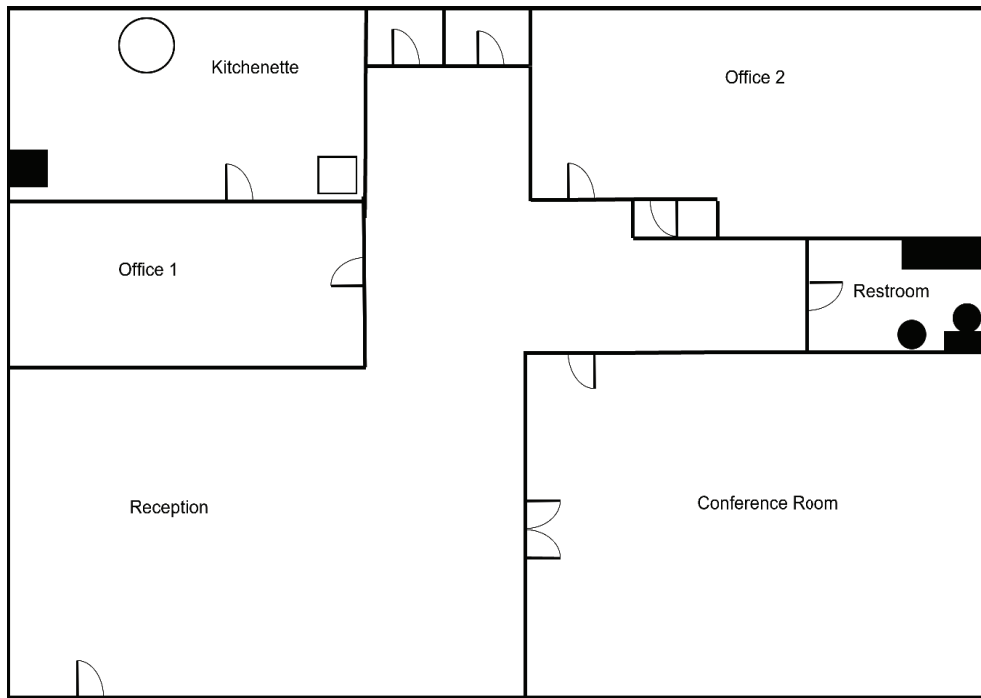 Kitchenette
Office 2
Office 1
Restroom
Reception
Conference Room